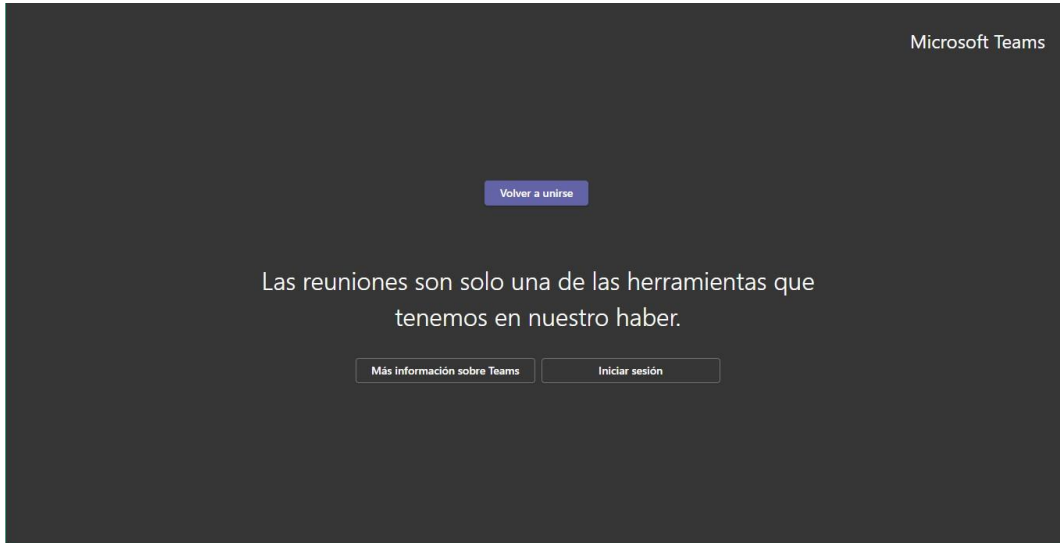 Microsoft Teams
Volver a unirse
Las reuniones son solo una de las herramientas que
tenemos en nuestro haber.
Más información sobre Teams
Iniciar sesión